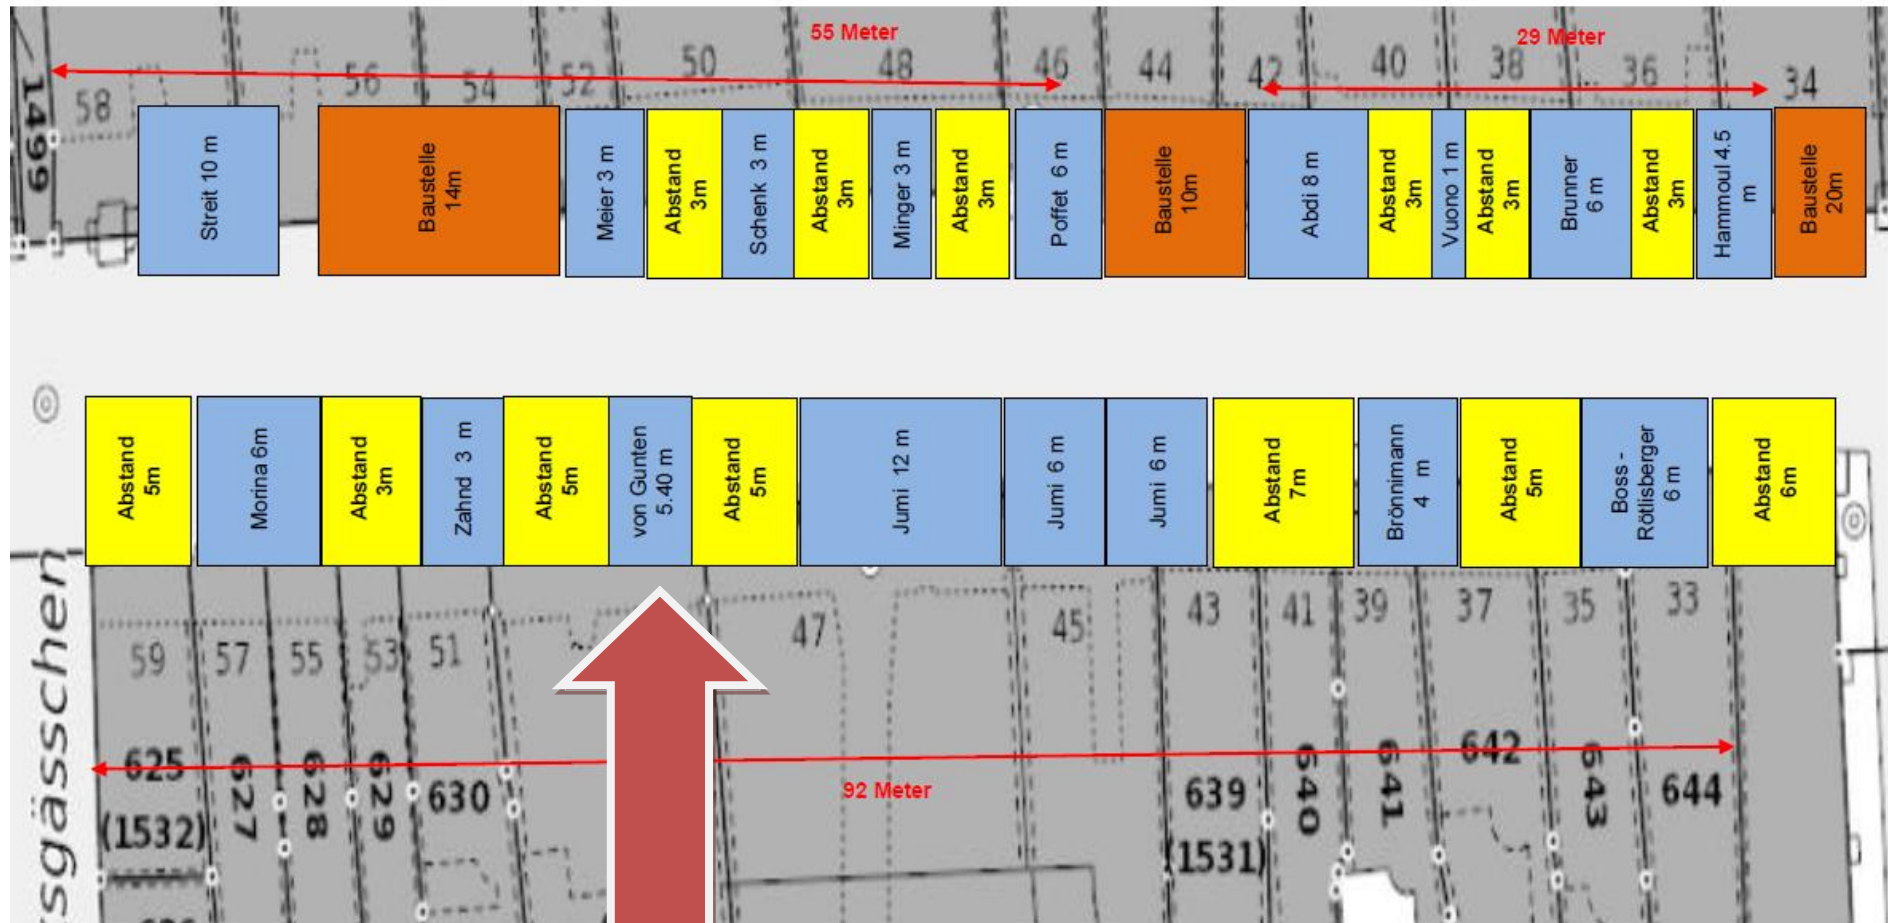 55 Meter
29 Meter
1499
58
56
54
52
50
48
46
44
42
40
38
36
34
Streit 10 m
Baustelle
14m
Meier 3 m
Abstand
3m
Schenk 3 m
Abstand
3m
Minger 3 m
Abstand
3m
Poffet 6 m
Baustelle
10m
Abdi 8 m
Abstand
3m
Vuono 1 m
Abstand
3m
Brunner
6 m
Abstand
3m
Hammoul 4.5
m
Baustelle
20m
Abstand
5m
Morina 6m
Abstand
3m
Zahnd 3 m
Abstand
5m
von Gunten
5.40 m
Abstand
5m
Jumi 12 m
Jumi 6 m
Jumi 6 m
Abstand
7m
Brönnimann
4 m
Abstand
5m
Boss -
Rötlisberger
6 m
Abstand
6m
sgässchen
59
57
55
53
51
47
45
43
41
39
37
35
33
625
(1532)
627
628
629
630
92 Meter
639
(1531)
640
641
642
643
644